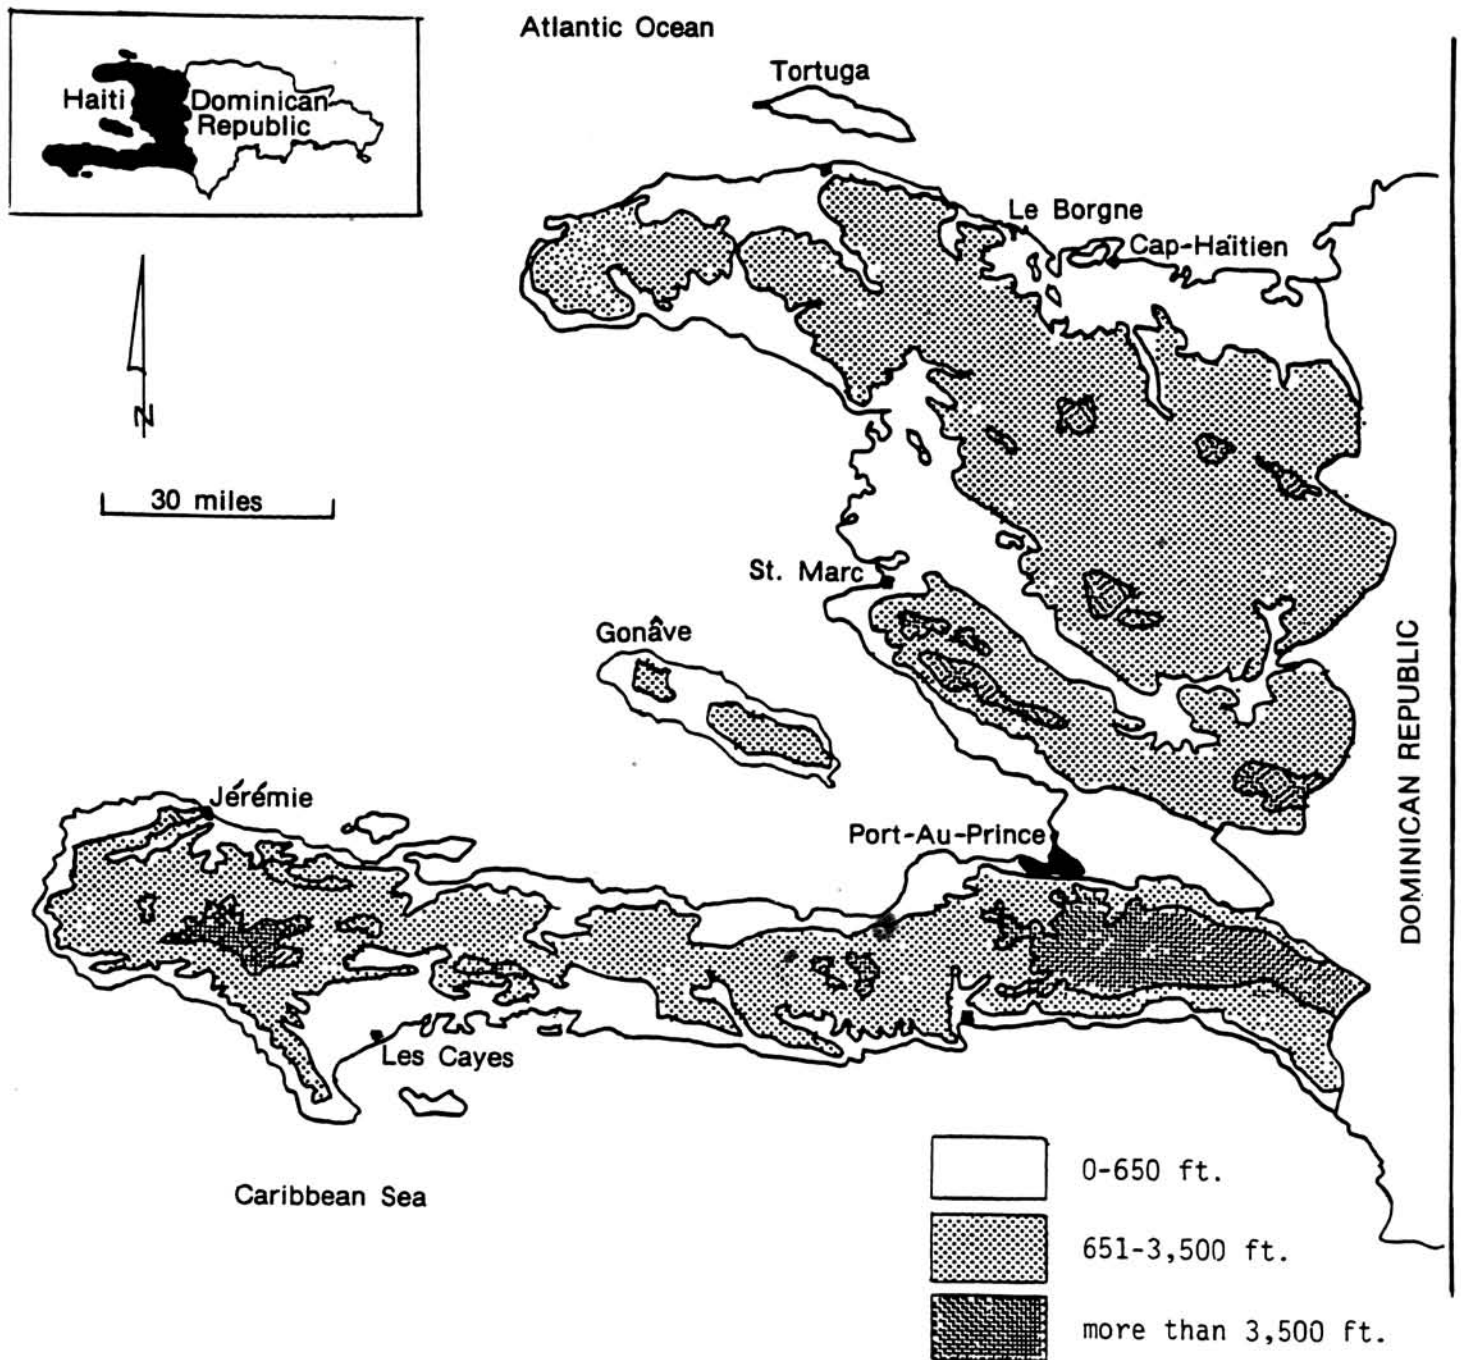 Atlantic Ocean
Tortuga
Haiti
Dominican
Republic
Le Borgne
Cap-Haïtien
N
30 miles
St. Marc
Gonâve
DOMINICAN REPUBLIC
Jérémie
Port-Au-Prince
Les Cayes
Caribbean Sea
0-650 ft.
651-3,500 ft.
more than 3,500 ft.